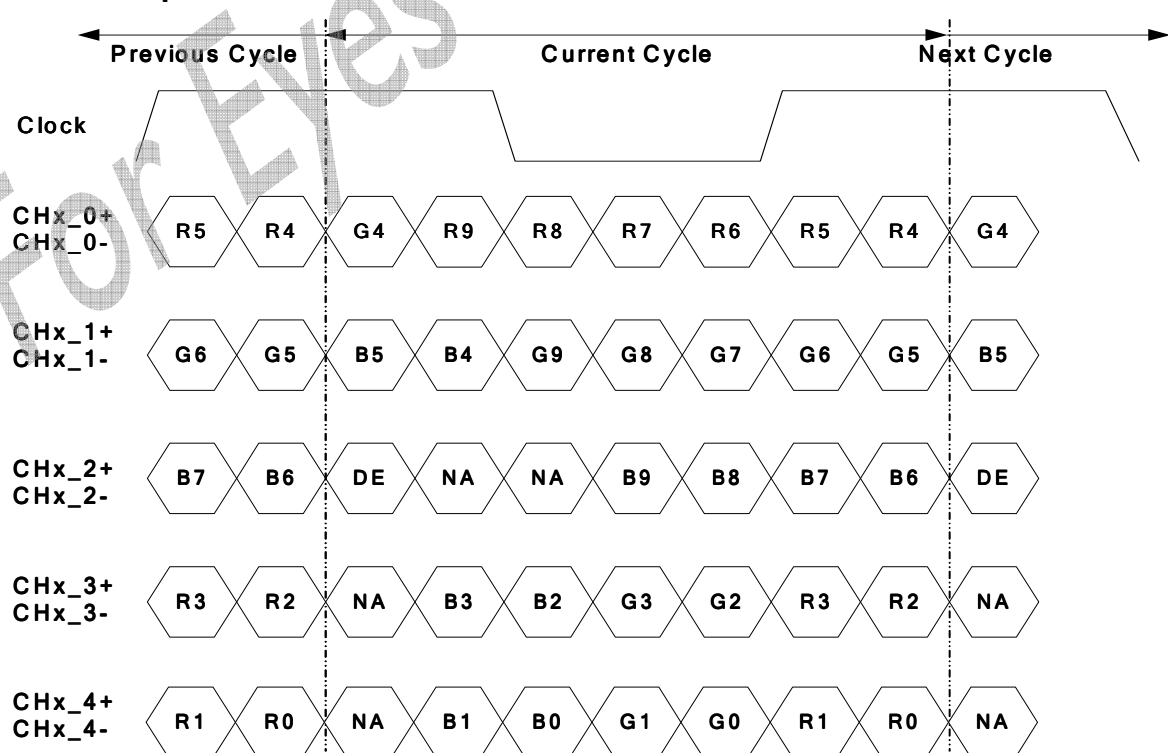 Previous Cycle Current Cycle Next Cycle
Clock
CHx_0+
CHx_0-
R5 R4 G4 R9 R8 R7 R6 R5 R4 G4
CHx_1+
CHx_1-
G6 G5 B5 B4 G9 G8 G7 G6 G5 B5
CHx_2+
CHx_2-
B7 B6 DE NA NA B9 B8 B7 B6 DE
CHx_3+
CHx_3-
R3 R2 NA B3 B2 G3 G2 R3 R2 NA
CHx_4+
CHx_4-
R1 R0 NA B1 B0 G1 G0 R1 R0 NA
For Eyes